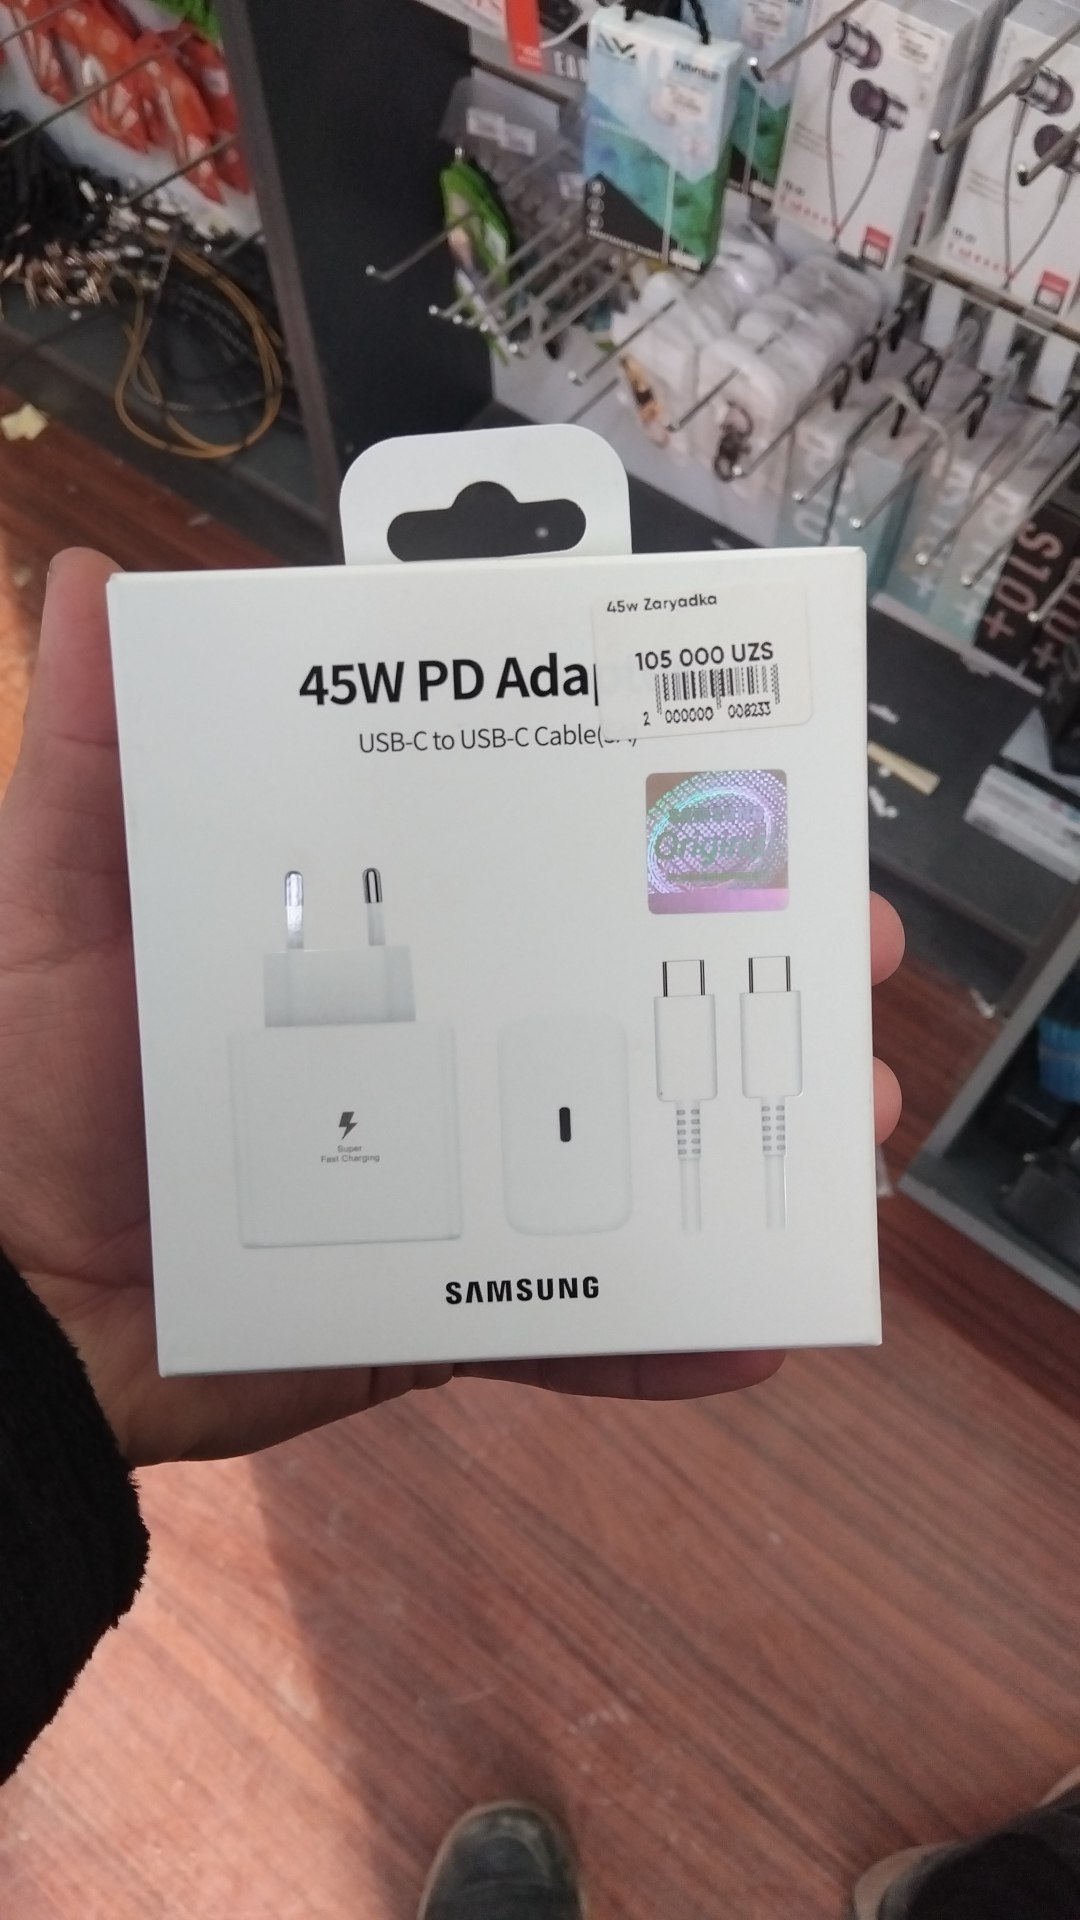 45w Zaryadka
105 000 UZS
2 000000 008233
45W PD Adap
USB-C to USB-C Cable(
Original
Super
Fast Charging
SAMSUNG